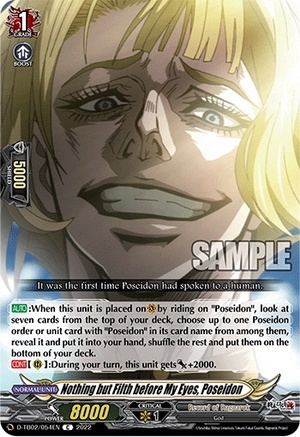 1
GRADE
BOOST
5000
SHIELD
SAMPLE
It was the first time Poseidon had spoken to a human.
AUTO :When this unit is placed on by riding on "Poseidon", look at
seven cards from the top of your deck, choose up to one Poseidon
order or unit card with "Poseidon" in its card name from among them,
reveal it and put it into your hand, shuffle the rest and put them on the
bottom of your deck.
CONT :During your turn, this unit gets +2000.
NORMAL UNIT
Nothing but Filth before My Eyes, Poseidon
POWER
8000
CRITICAL
1
Record of Ragnarok
God
D-TB02/054EN C 2022